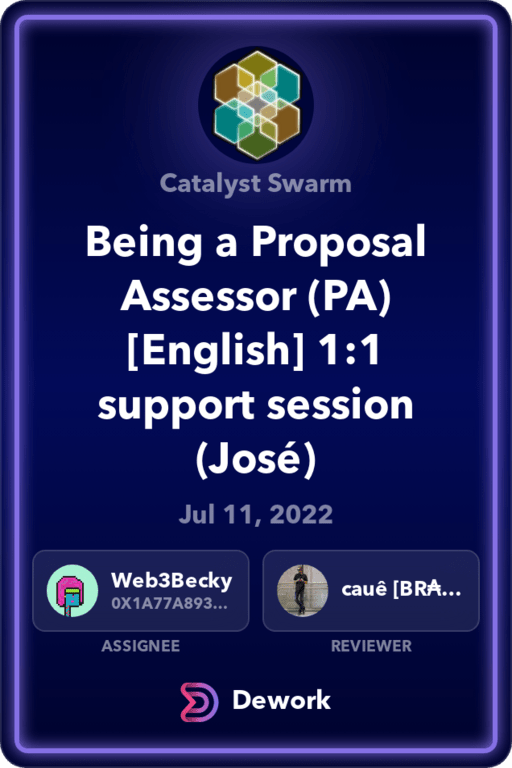 Catalyst Swarm
Being a Proposal
Assessor (PA)
[English] 1:1
support session
(José)
Jul 11, 2022
Web3Becky
0X1A77A893...
cauê [BR₳...
ASSIGNEE
REVIEWER
Dework